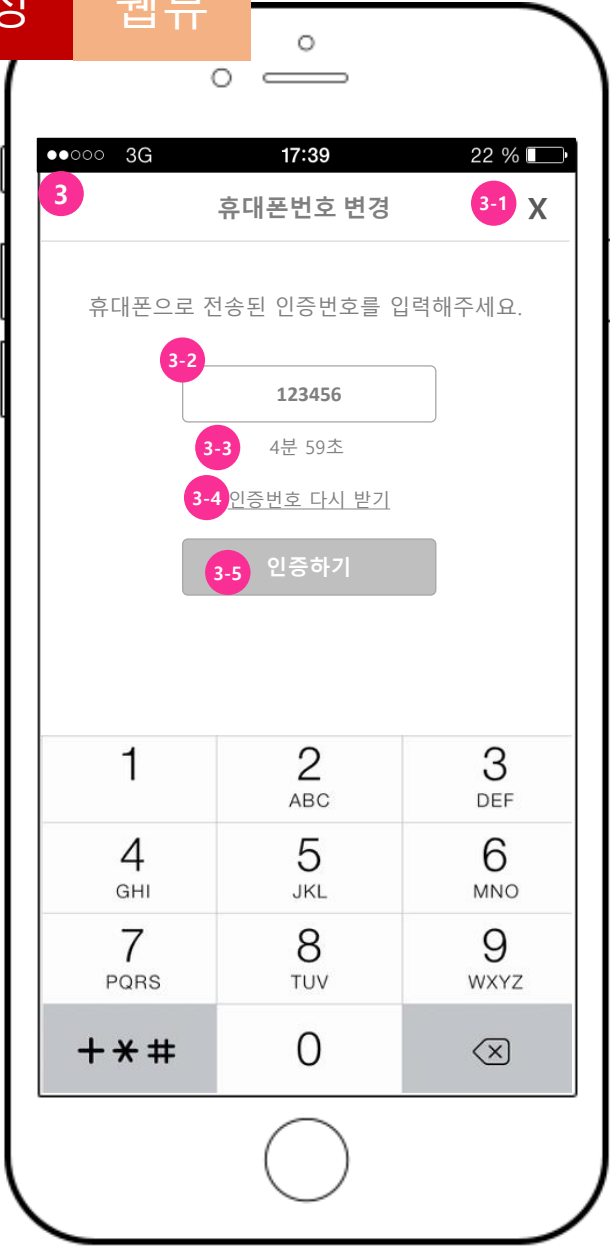 웹뷰
3G 17:39 22 %
3 휴대폰번호 변경 3-1 X
휴대폰으로 전송된 인증번호를 입력해주세요.
3-2
123456
3-3 4분 59초
3-4 인증번호 다시 받기
3-5 인증하기
1 2 3
ABC DEF
4 5 6
GHI JKL MNO
7 8 9
PQRS TUV WXYZ
+*# 0